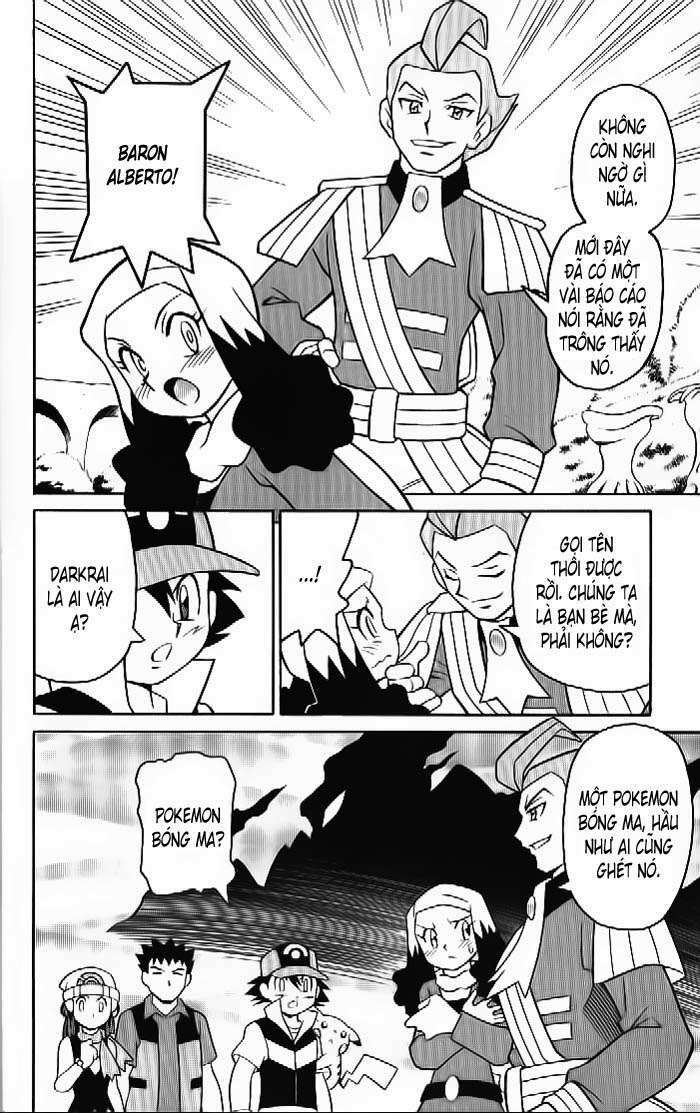 KHÔNG
CÒN NGHI
NGỜ GÌ
NỮA.
MỚI ĐÂY
ĐÃ CÓ MỘT
VÀI BÁO CÁO
NÓI RẰNG ĐÃ
TRÔNG THẤY
NÓ.
BARON
ALBERTO!
GỌI TÊN
THÔI ĐƯỢC
RỒI. CHÚNG TA
LÀ BẠN BÈ MÀ,
PHẢI KHÔNG?
...!
DARKRAI
LÀ AI VẬY
Ạ?
MỘT POKEMON
BÓNG MA, HẦU
NHƯ AI CŨNG
GHÉT NÓ.
POKEMON
BÓNG MA?